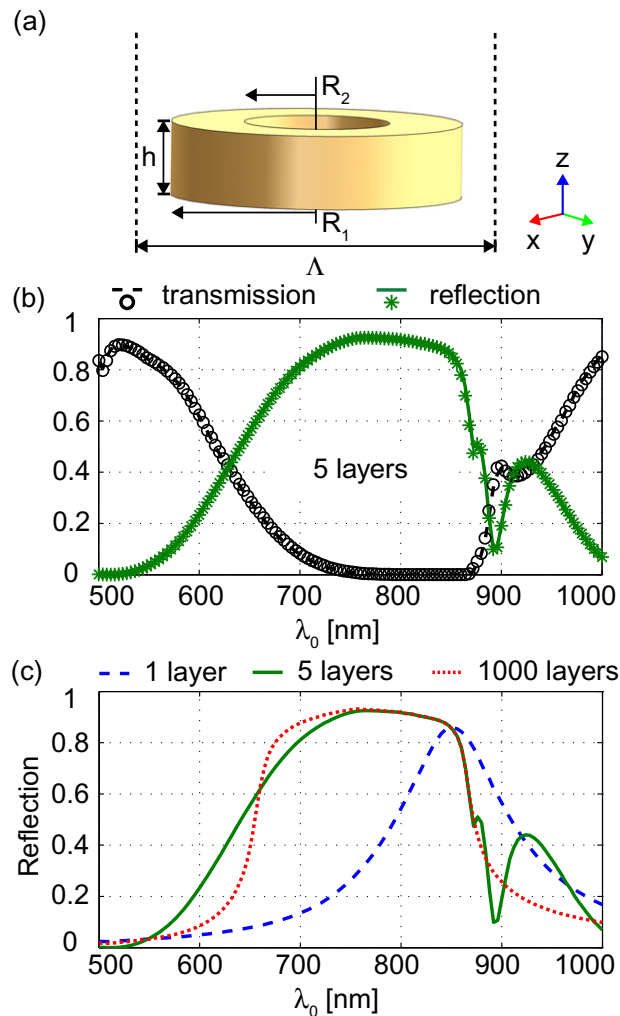 (a)
R2
h
R1
Λ
z
x y
(b)
transmission reflection
1
0.8
0.6
0.4
0.2
0
5 layers
500 600 700 800 900 1000
λ0 [nm]
(c)
1 layer 5 layers 1000 layers
Reflection
1
0.8
0.6
0.4
0.2
0
500 600 700 800 900 1000
λ0 [nm]